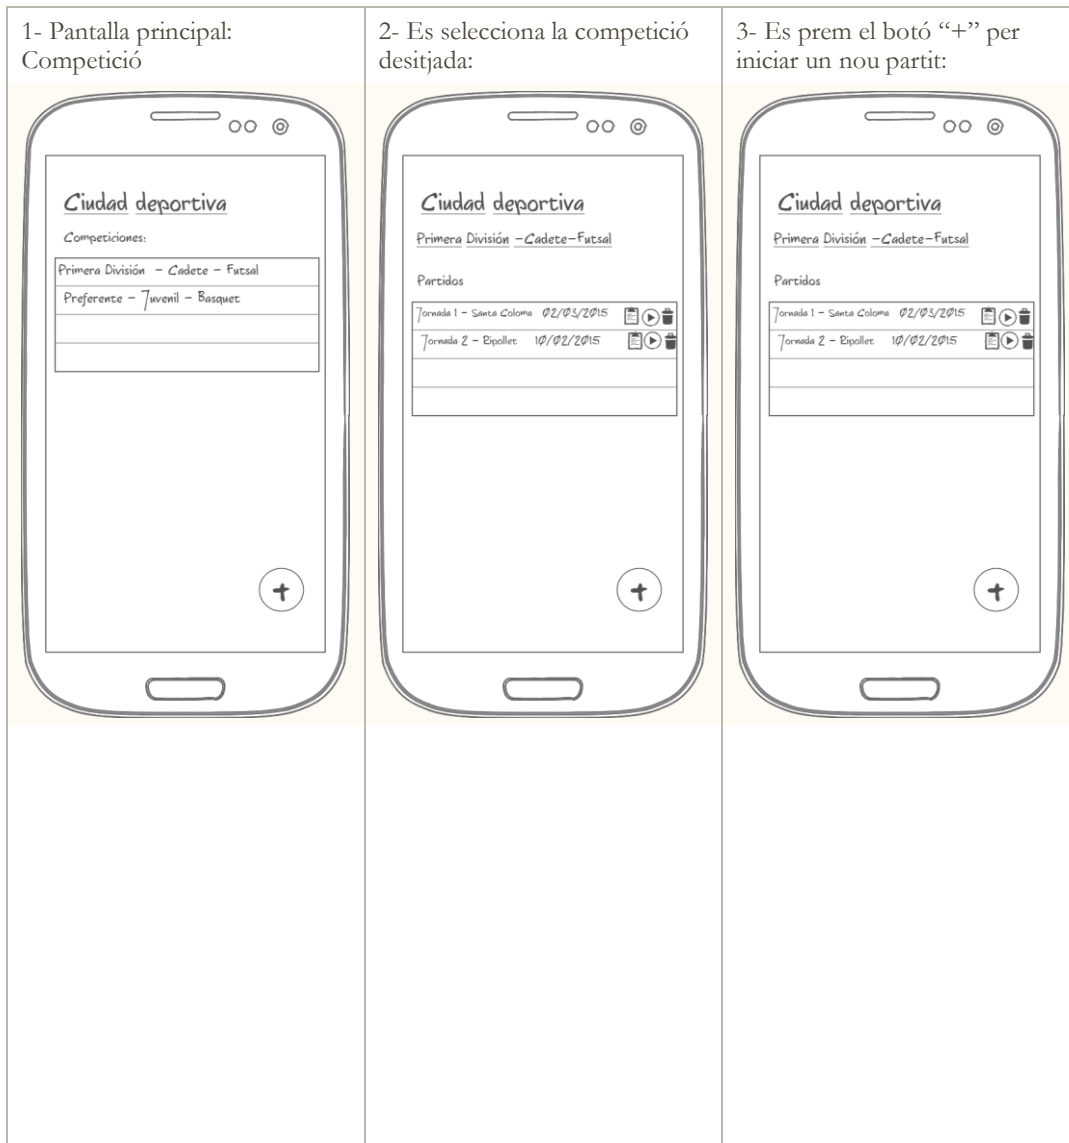 1- Pantalla principal:
Competició
Ciudad deportiva
Competiciones:
Primera División - Cadete - Futsal
Preferente - Juvenil - Basquet
+
2- Es selecciona la competició
desitjada:
Ciudad deportiva
Primera División -Cadete-Futsal
Partidos
Jornada 1 - Santa Coloma 02/03/2015
Jornada 2 - Ripollet 10/02/2015
+
3- Es prem el botó “+” per
iniciar un nou partit:
Ciudad deportiva
Primera División -Cadete-Futsal
Partidos
Jornada 1 - Santa Coloma 02/03/2015
Jornada 2 - Ripollet 10/02/2015
+